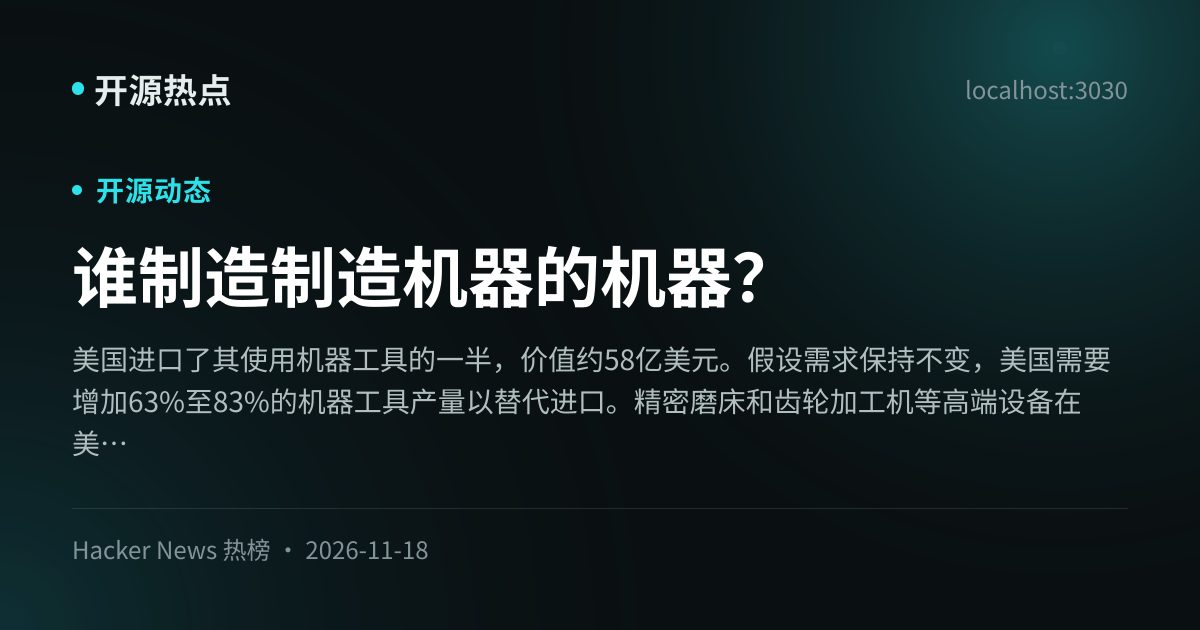 开源热点
localhost:3030
开源动态
谁制造制造机器的机器?
美国进口了其使用机器工具的一半，价值约58亿美元。假设需求保持不变，美国需要
增加63%至83%的机器工具产量以替代进口。精密磨床和齿轮加工机等高端设备在
美…
Hacker News 热榜 · 2026-11-18